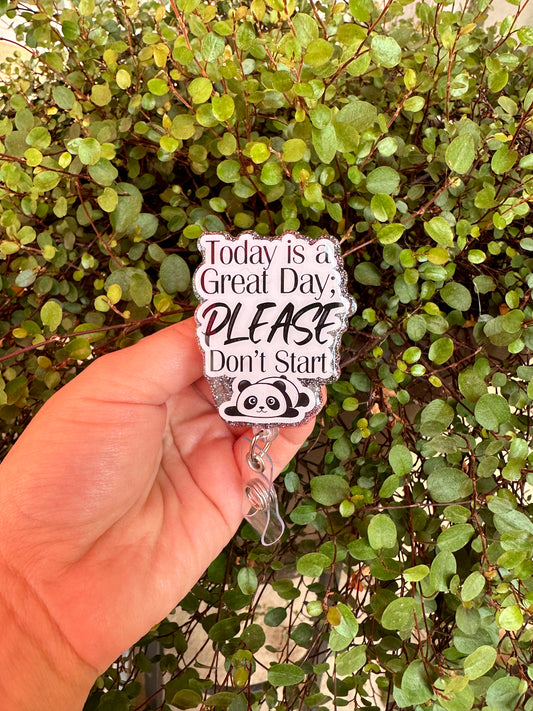 Today is a
Great Day;
PLEASE
Don't Start